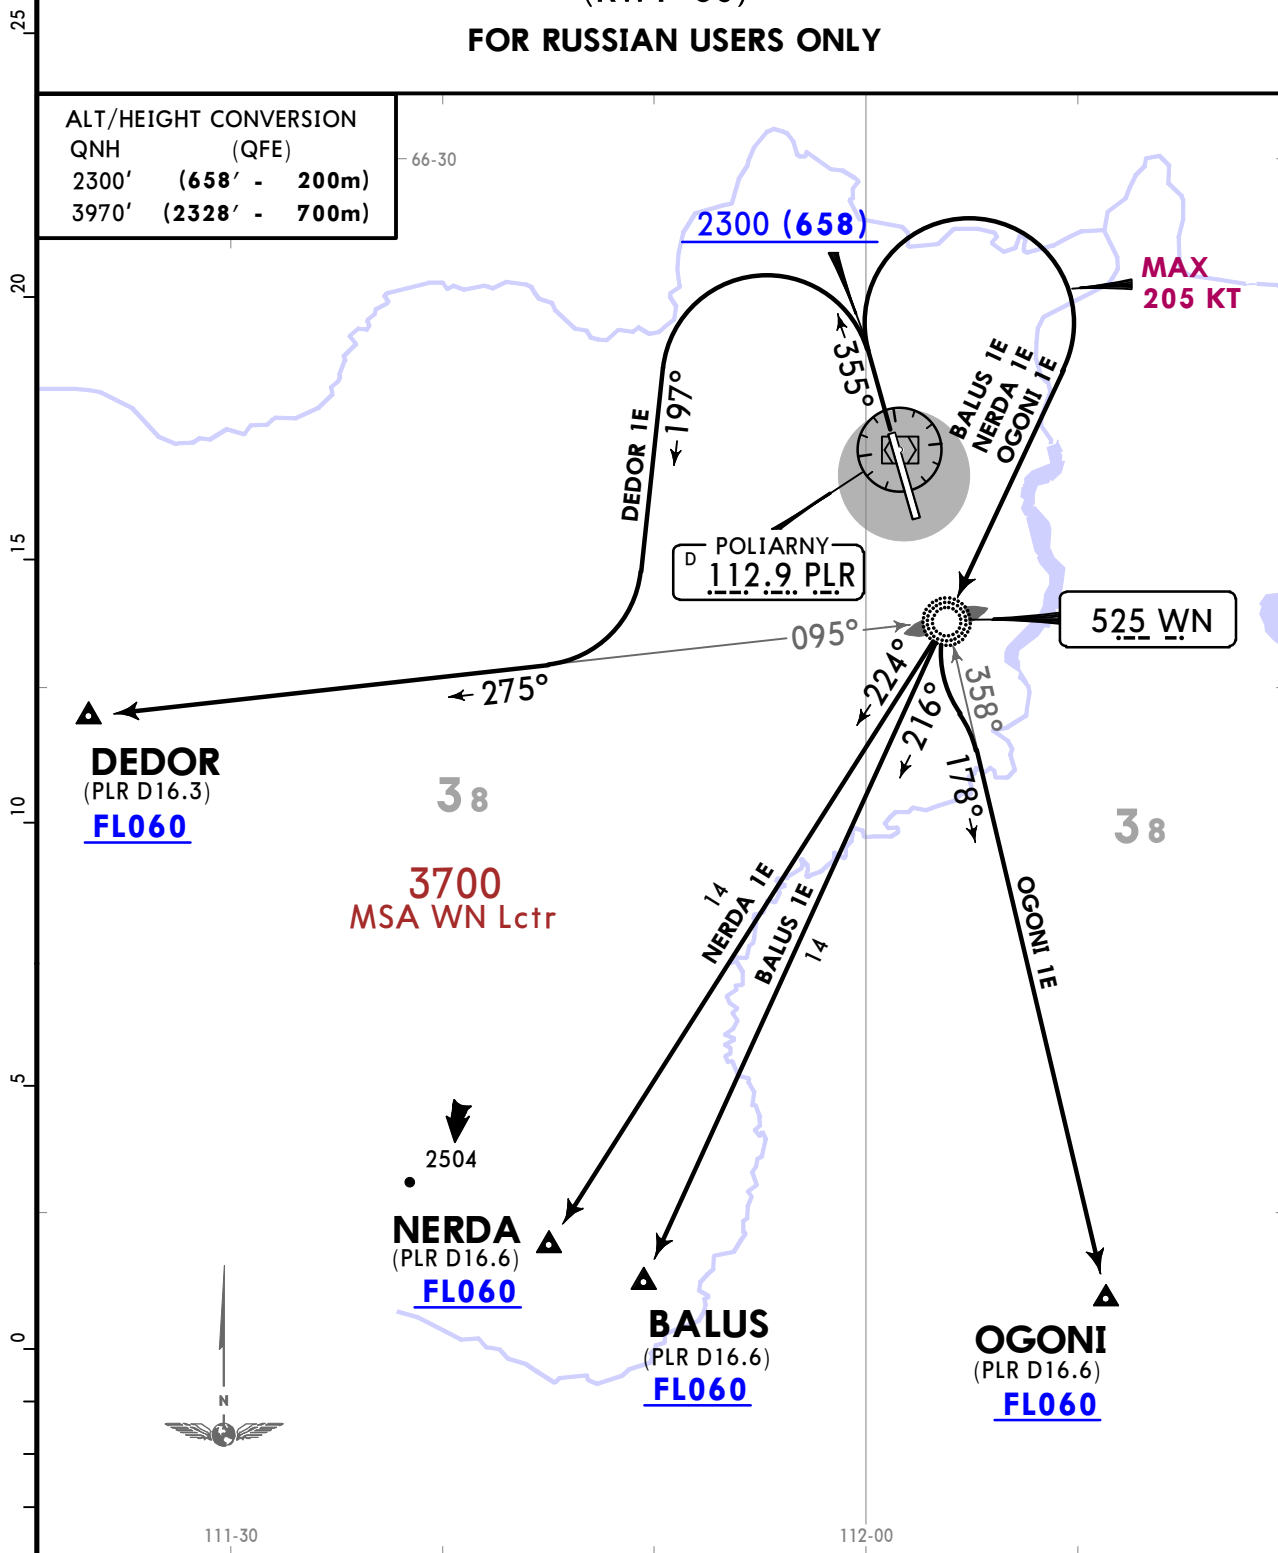 FOR RUSSIAN USERS ONLY
ALT/HEIGHT CONVERSION
QNH (QFE)
2300' (658' - 200m)
3970' (2328' - 700m)
66-30
2300 (658)
MAX
205 KT
355°
197°
DEDOR 1E
BALUS 1E
NERDA 1E
OGONI 1E
POLIARNY
D 112.9 PLR
525 WN
095°
275°
224°
216°
358°
178°
DEDOR
(PLR D16.3)
FL060
38
38
3700
MSA WN Lctr
14
NERDA 1E
BALUS 1E
14
OGONI 1E
2504
NERDA
(PLR D16.6)
FL060
BALUS
(PLR D16.6)
FL060
OGONI
(PLR D16.6)
FL060
N
111-30
112-00
25
20
15
10
5
0